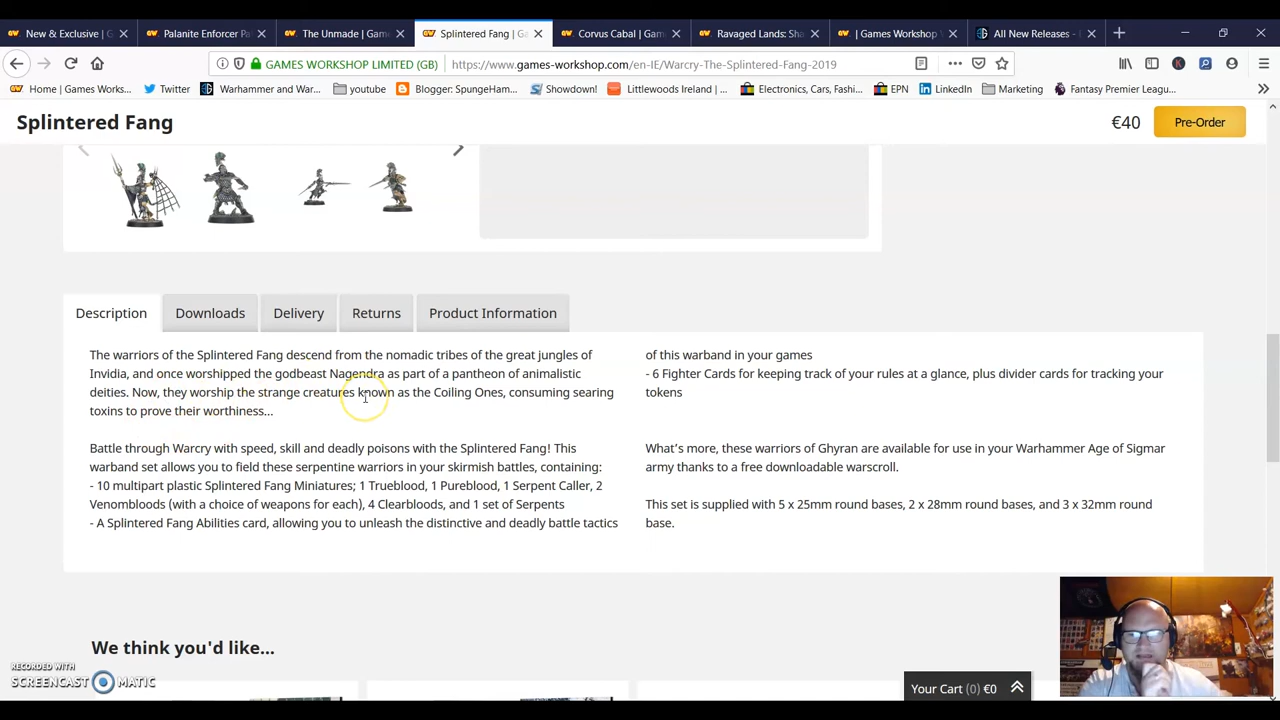 New & Exclusive | G
Palanite Enforcer Pa
The Unmade | Game
Splintered Fang | Ga
Corvus Cabal | Gam
Ravaged Lands: Sha
| Games Workshop V
All New Releases -
GAMES WORKSHOP LIMITED (GB)
https://www.games-workshop.com/en-IE/Warcry-The-Splintered-Fang-2019
Home | Games Works...
Twitter
Warhammer and War...
youtube
Blogger: SpungeHam...
Showdown!
Littlewoods Ireland | ...
Electronics, Cars, Fashi...
EPN
LinkedIn
Marketing
Fantasy Premier Leag...
Splintered Fang
€40
Pre-Order
Description
Downloads
Delivery
Returns
Product Information
The warriors of the Splintered Fang descend from the nomadic tribes of the great jungles of
Invidia, and once worshipped the godbeast Nagendra as part of a pantheon of animalistic
deities. Now, they worship the strange creatures known as the Coiling Ones, consuming searing
toxins to prove their worthiness...
Battle through Warcry with speed, skill and deadly poisons with the Splintered Fang! This
warband set allows you to field these serpentine warriors in your skirmish battles, containing:
- 10 multipart plastic Splintered Fang Miniatures; 1 Trueblood, 1 Pureblood, 1 Serpent Caller, 2
Venombloods (with a choice of weapons for each), 4 Clearbloods, and 1 set of Serpents
- A Splintered Fang Abilities card, allowing you to unleash the distinctive and deadly battle tactics
of this warband in your games
- 6 Fighter Cards for keeping track of your rules at a glance, plus divider cards for tracking your
tokens
What's more, these warriors of Ghyran are available for use in your Warhammer Age of Sigmar
army thanks to a free downloadable warscroll.
This set is supplied with 5 x 25mm round bases, 2 x 28mm round bases, and 3 x 32mm round
base.
We think you'd like...
RECORDED WITH
SCREENCAST MATIC
Your Cart (0) €0